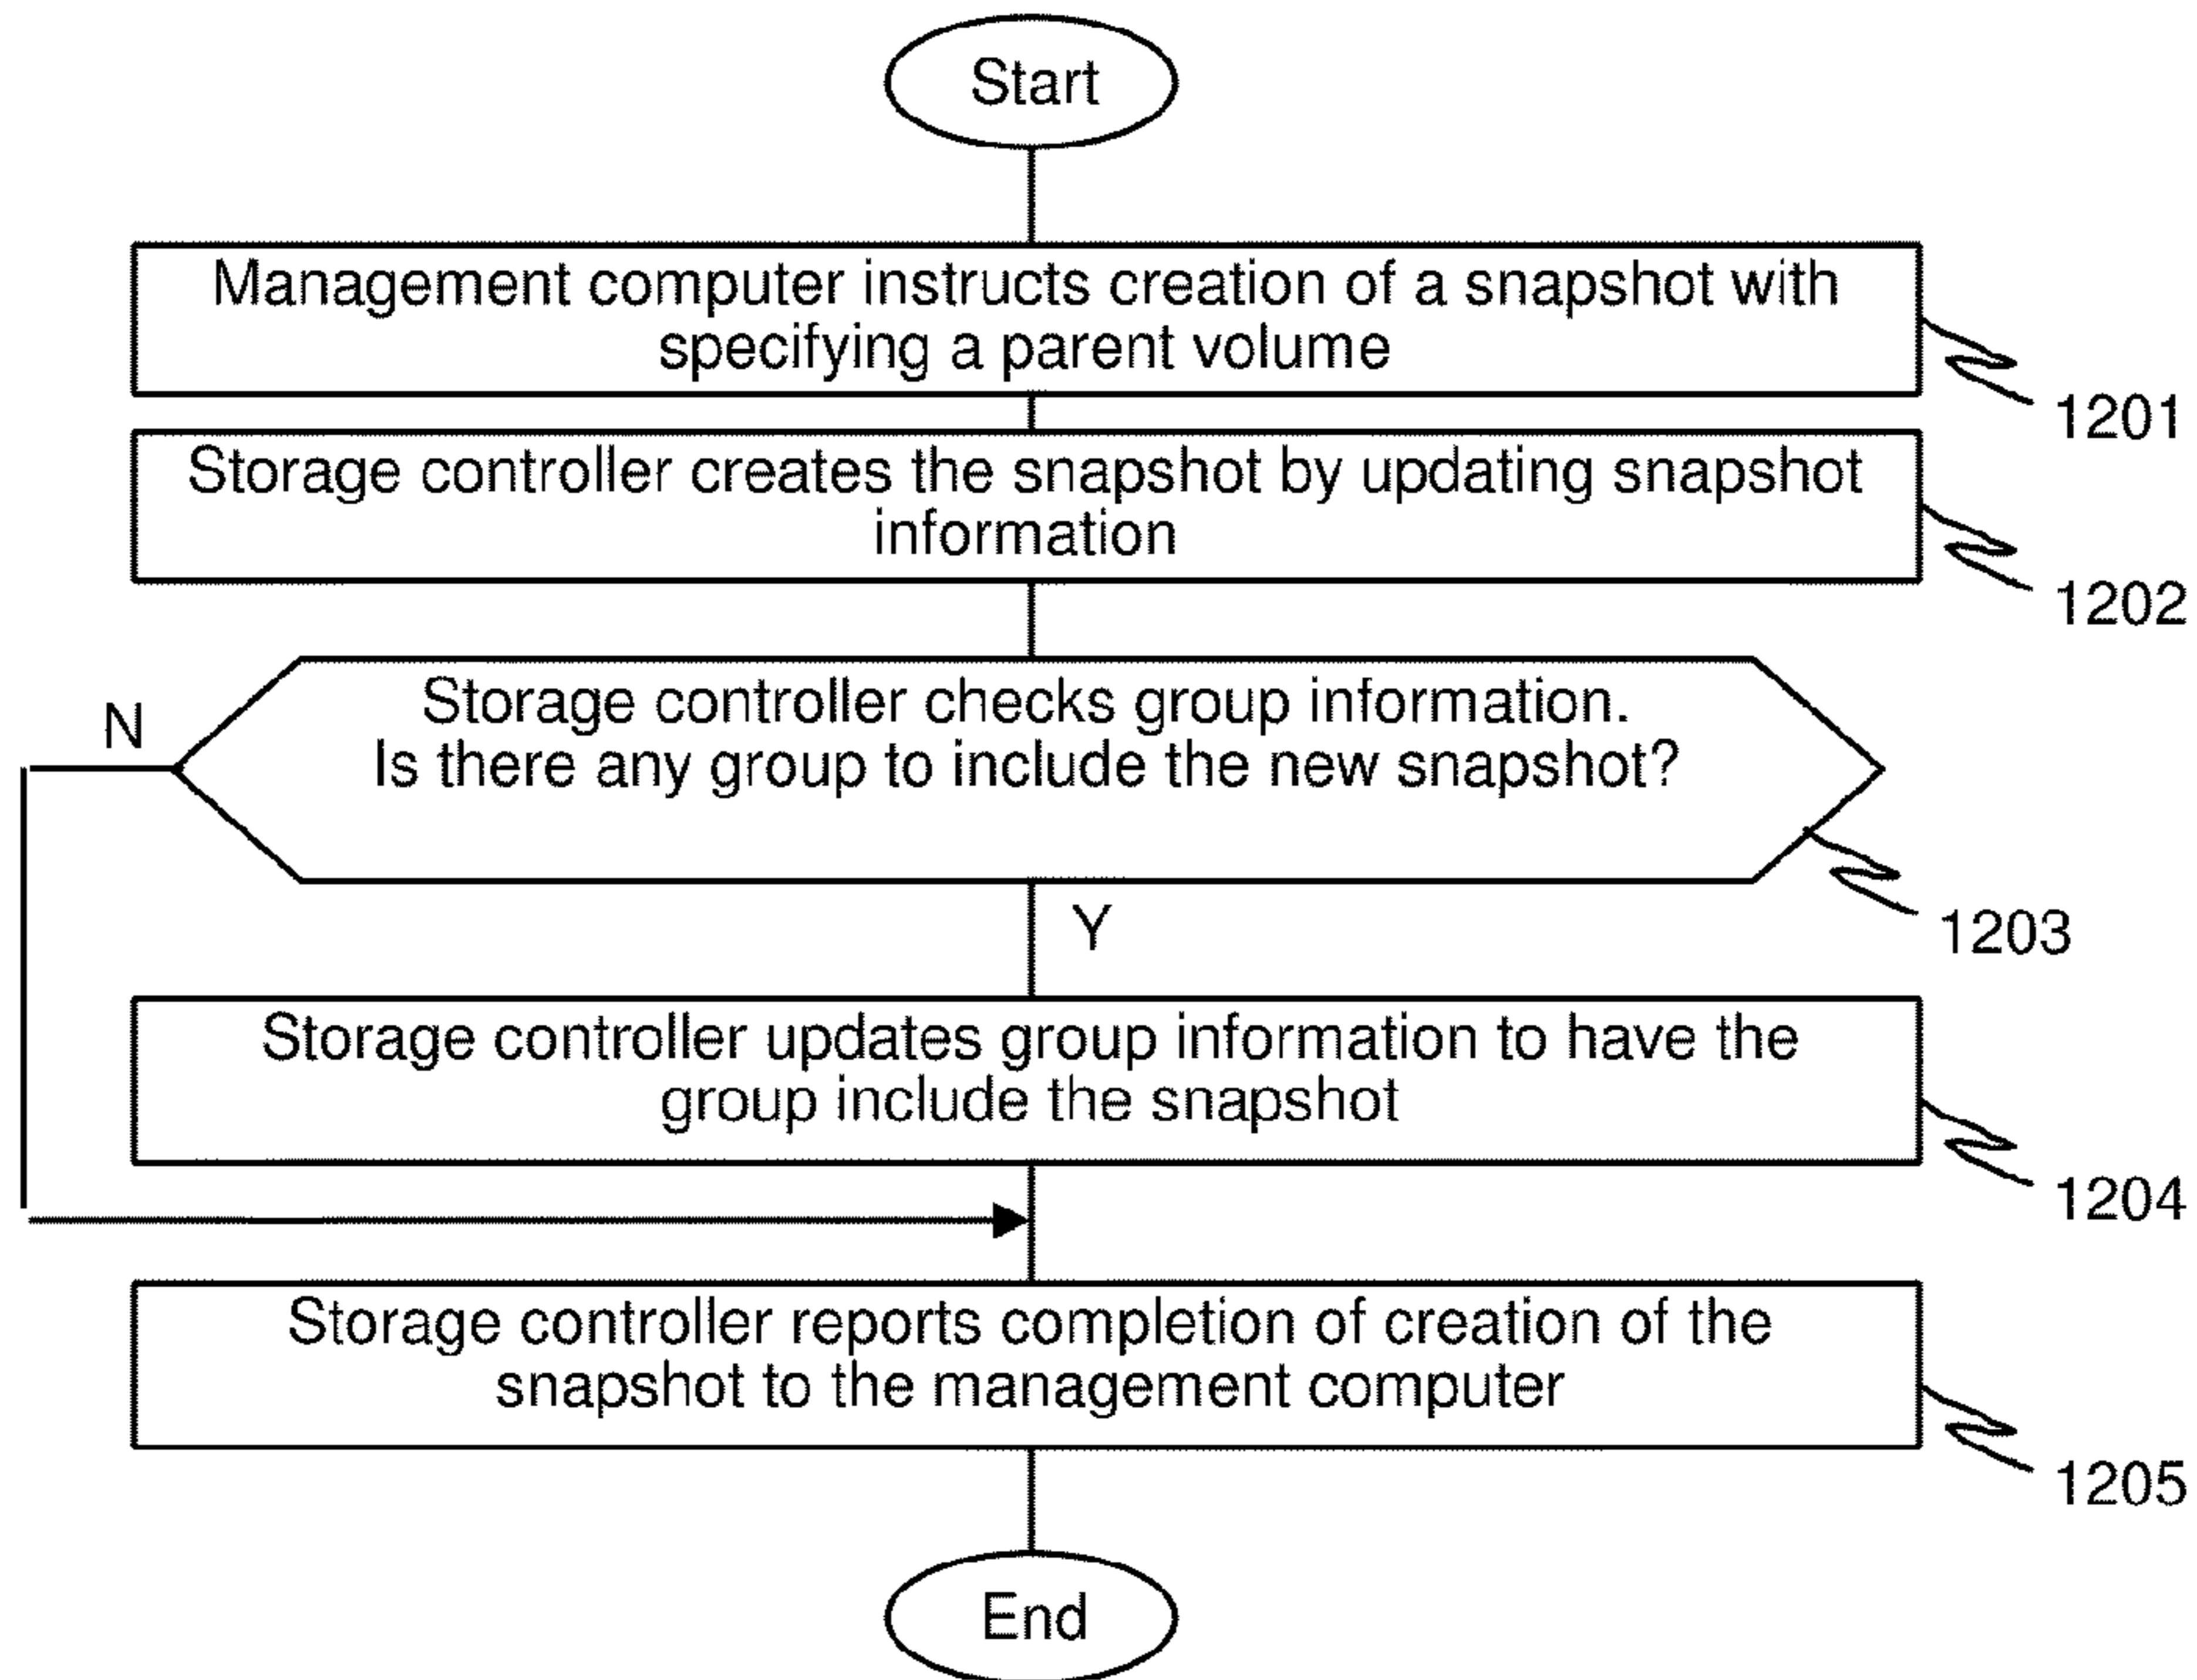 Start
Management computer instructs creation of a snapshot with
specifying a parent volume
1201
Storage controller creates the snapshot by updating snapshot
information
1202
Storage controller checks group information.
N
Is there any group to include the new snapshot?
1203
Y
Storage controller updates group information to have the
group include the snapshot
1204
Storage controller reports completion of creation of the
snapshot to the management computer
1205
End